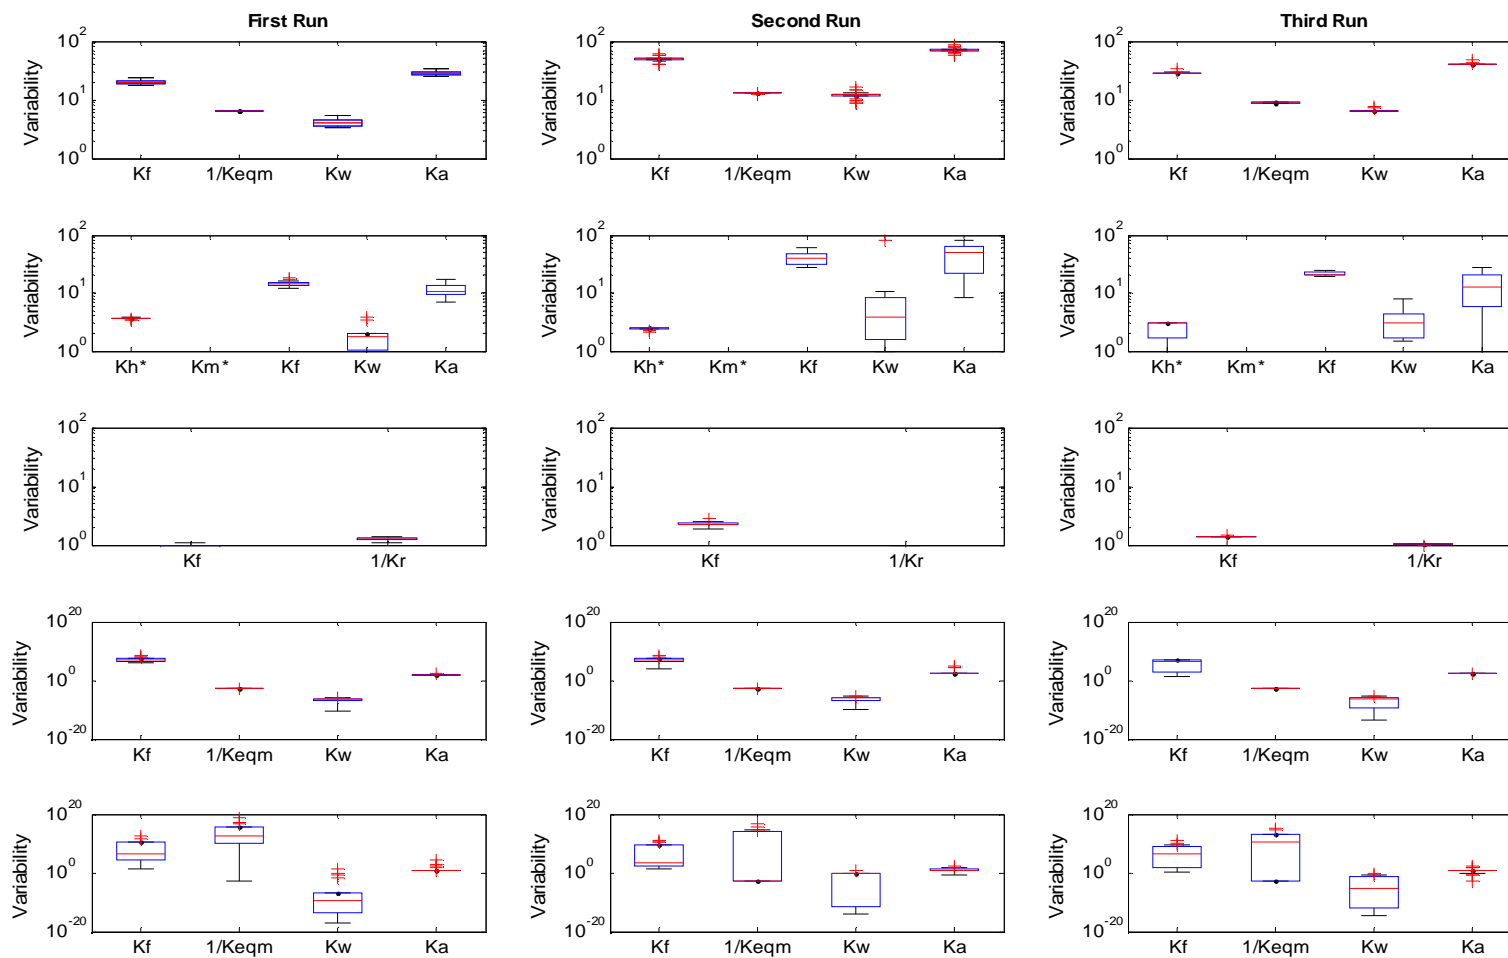 First Run Second Run Third Run
Variability 10^2 10^1 10^0 Kf 1/Keqm Kw Ka
Variability 10^2 10^1 10^0 Kf 1/Keqm Kw Ka
Variability 10^2 10^1 10^0 Kf 1/Keqm Kw Ka
Variability 10^2 10^1 10^0 Kh* Km* Kf Kw Ka
Variability 10^2 10^1 10^0 Kh* Km* Kf Kw Ka
Variability 10^2 10^1 10^0 Kh* Km* Kf Kw Ka
Variability 10^2 10^1 10^0 Kf 1/Kr
Variability 10^2 10^1 10^0 Kf 1/Kr
Variability 10^2 10^1 10^0 Kf 1/Kr
Variability 10^20 10^0 10^-20 Kf 1/Keqm Kw Ka
Variability 10^20 10^0 10^-20 Kf 1/Keqm Kw Ka
Variability 10^20 10^0 10^-20 Kf 1/Keqm Kw Ka
Variability 10^20 10^0 10^-20 Kf 1/Keqm Kw Ka
Variability 10^20 10^0 10^-20 Kf 1/Keqm Kw Ka
Variability 10^20 10^0 10^-20 Kf 1/Keqm Kw Ka